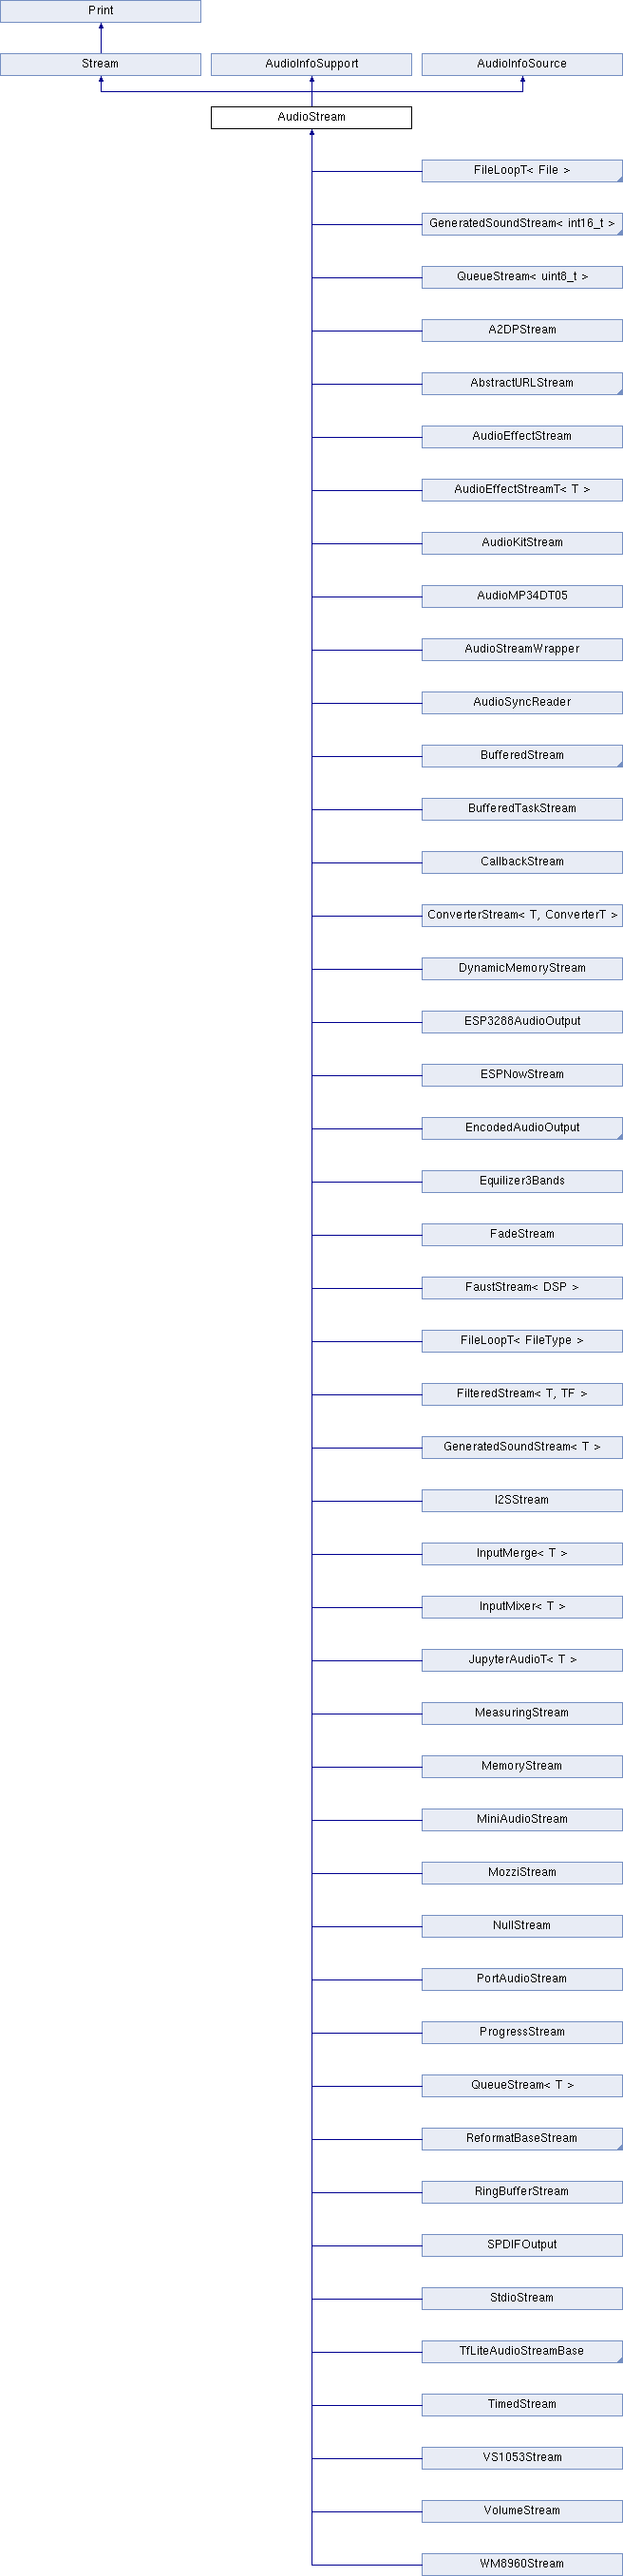 Print
Stream
AudioInfoSupport
AudioInfoSource
AudioStream
FileLoopT< File >
GeneratedSoundStream< int16_t >
QueueStream< uint8_t >
A2DPStream
AbstractURLStream
AudioEffectStream
AudioEffectStreamT< T >
AudioKitStream
AudioMP34DT05
AudioStreamWrapper
AudioSyncReader
BufferedStream
BufferedTaskStream
CallbackStream
ConverterStream< T, ConverterT >
DynamicMemoryStream
ESP3288AudioOutput
ESPNowStream
EncodedAudioOutput
Equilizer3Bands
FadeStream
FaustStream< DSP >
FileLoopT< FileType >
FilteredStream< T, TF >
GeneratedSoundStream< T >
I2SStream
InputMerge< T >
InputMixer< T >
JupyterAudioT< T >
MeasuringStream
MemoryStream
MiniAudioStream
MozziStream
NullStream
PortAudioStream
ProgressStream
QueueStream< T >
ReformatBaseStream
RingBufferStream
SPDIFOutput
StdioStream
TfLiteAudioStreamBase
TimedStream
VS1053Stream
VolumeStream
WM8960Stream